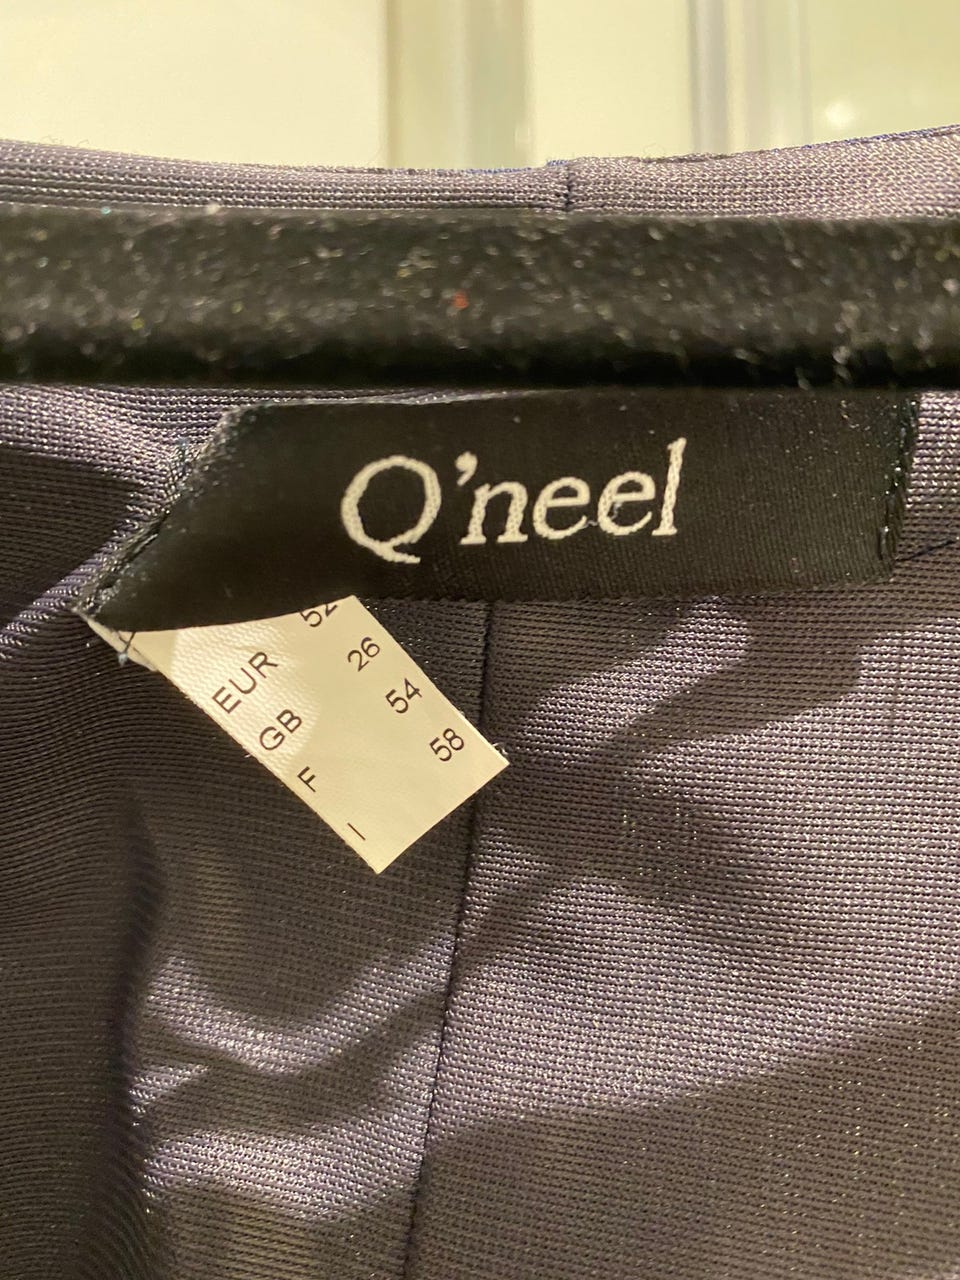 Q'neel
EUR 52
GB 26
F 54
I 58